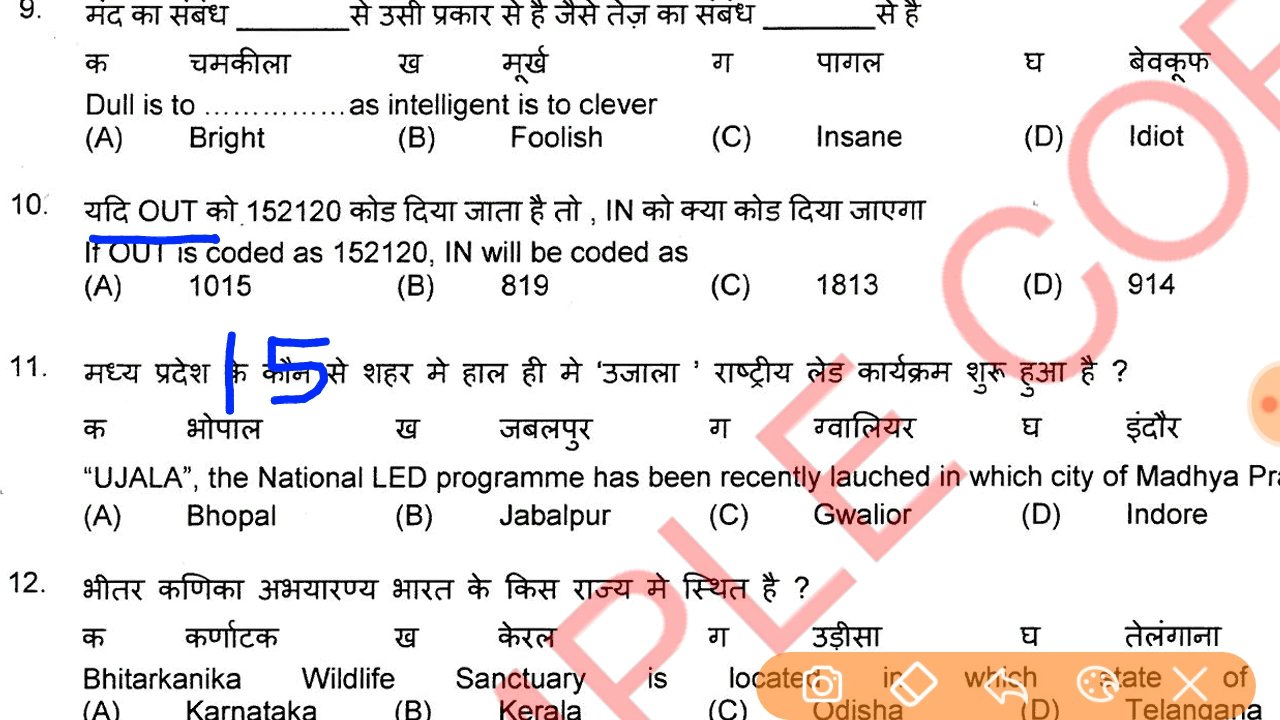 9. मंद का संबंध ________से उसी प्रकार से है जैसे तेज़ का संबंध ________से है
क चमकीला ख मूर्ख ग पागल घ बेवकूफ
Dull is to ............... as intelligent is to clever
(A) Bright (B) Foolish (C) Insane (D) Idiot
10. यदि OUT को 152120 कोड दिया जाता है तो , IN को क्या कोड दिया जाएगा
If OUT is coded as 152120, IN will be coded as
(A) 1015 (B) 819 (C) 1813 (D) 914
15
11. मध्य प्रदेश के कौन से शहर मे हाल ही मे ‘उजाला ’ राष्ट्रीय लेड कार्यक्रम शुरू हुआ है ?
क भोपाल ख जबलपुर ग ग्वालियर घ इंदौर
“UJALA”, the National LED programme has been recently lauched in which city of Madhya Pra
(A) Bhopal (B) Jabalpur (C) Gwalior (D) Indore
12. भीतर कणिका अभयारण्य भारत के किस राज्य मे स्थित है ?
क कर्णाटक ख केरल ग उड़ीसा घ तेलंगाना
Bhitarkanika Wildlife Sanctuary is located in which state of
(A) Karnataka (B) Kerala (C) Odisha (D) Telangana